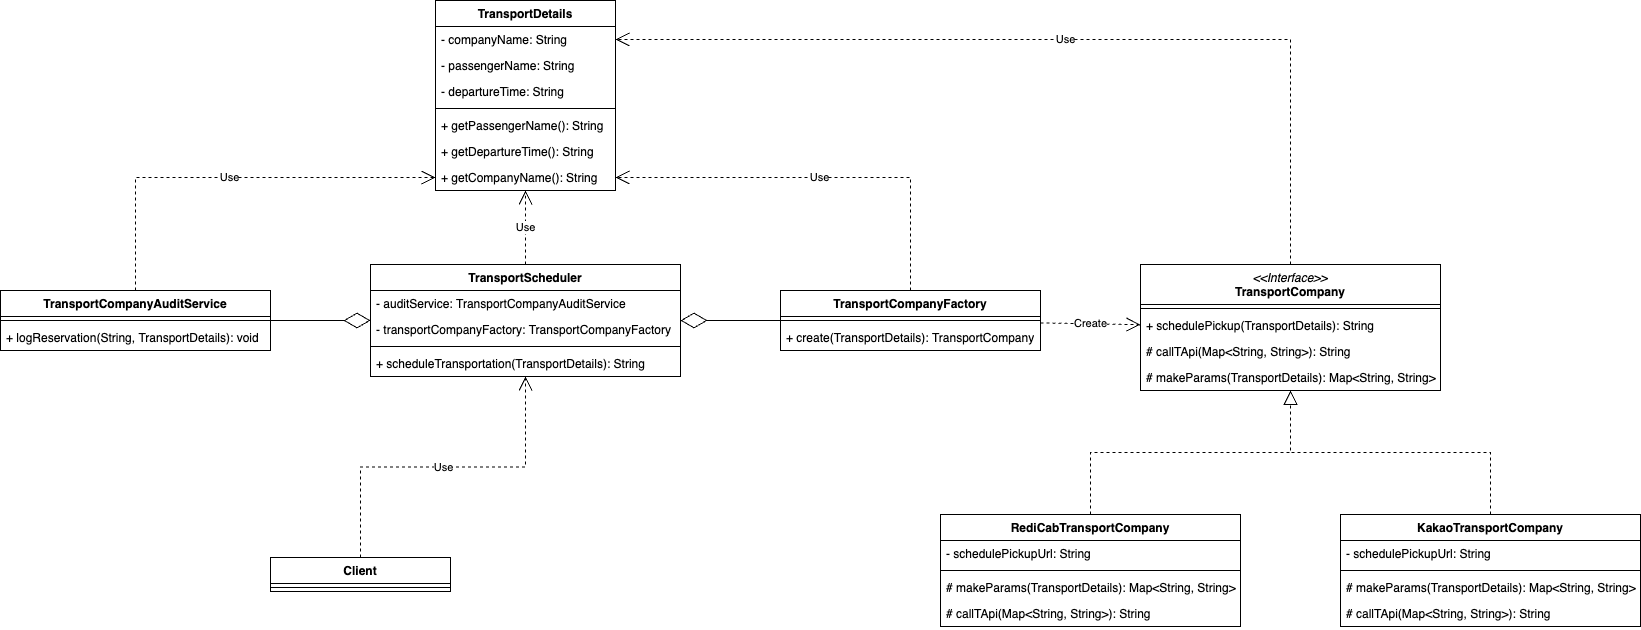 TransportDetails
- companyName: String
- passengerName: String
- departureTime: String
+ getPassengerName(): String
+ getDepartureTime(): String
+ getCompanyName(): String
Use
Use
Use
Use
TransportCompanyAuditService
+ logReservation(String, TransportDetails): void
TransportScheduler
- auditService: TransportCompanyAuditService
- transportCompanyFactory: TransportCompanyFactory
+ scheduleTransportation(TransportDetails): String
TransportCompanyFactory
+ create(TransportDetails): TransportCompany
Create
<<Interface>>
TransportCompany
+ schedulePickup(TransportDetails): String
# callTApi(Map<String, String>): String
# makeParams(TransportDetails): Map<String, String>
Use
Client
RediCabTransportCompany
- schedulePickupUrl: String
# makeParams(TransportDetails): Map<String, String>
# callTApi(Map<String, String>): String
KakaoTransportCompany
- schedulePickupUrl: String
# makeParams(TransportDetails): Map<String, String>
# callTApi(Map<String, String>): String